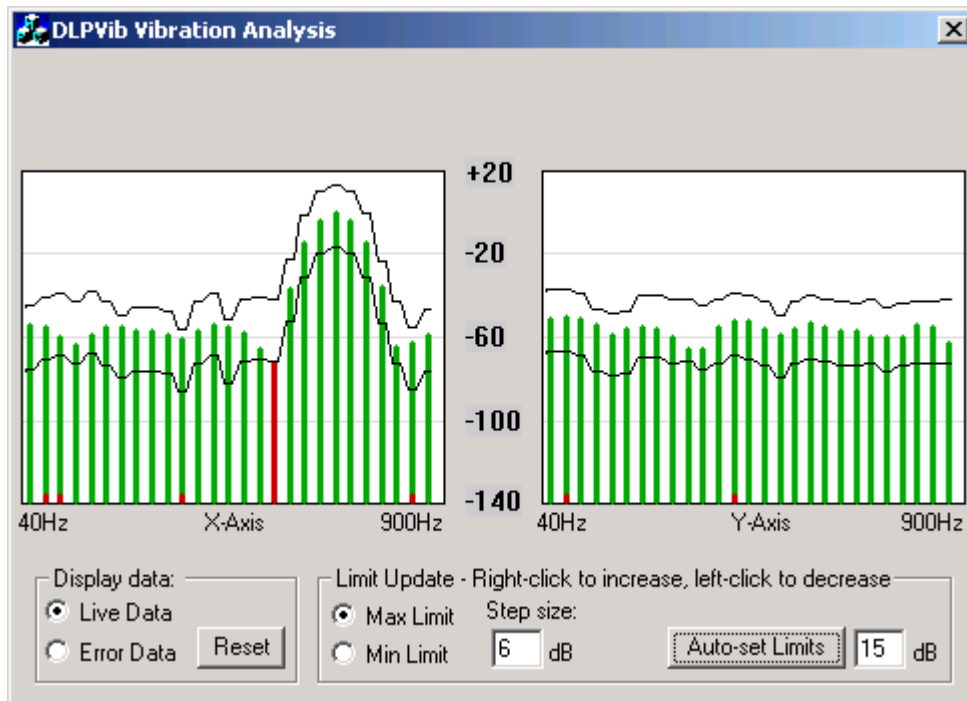 DLPVib Vibration Analysis
+20
-20
-60
-100
-140
40Hz X-Axis 900Hz
40Hz Y-Axis 900Hz
Display data:
Live Data
Error Data
Reset
Limit Update - Right-click to increase, left-click to decrease
Max Limit
Min Limit
Step size:
6 dB
Auto-set Limits 15 dB